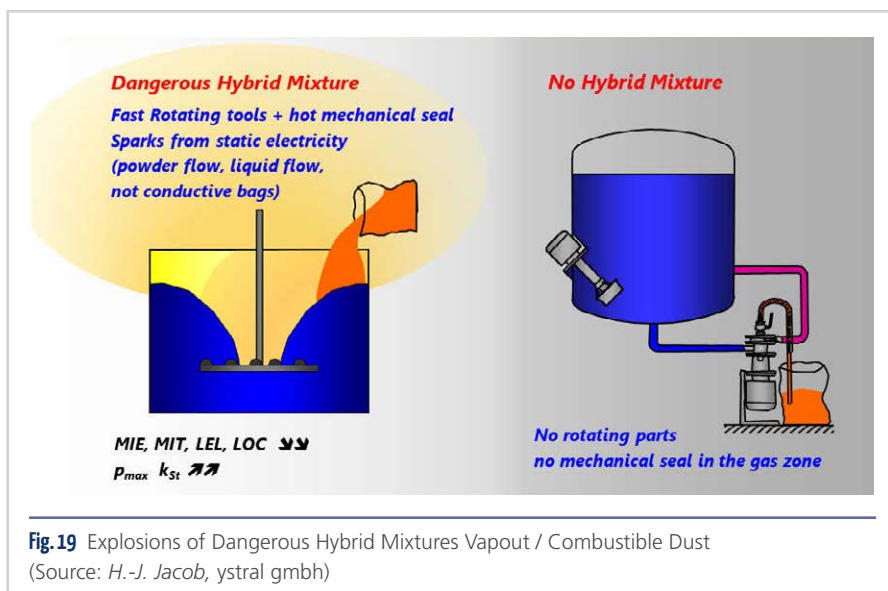 Dangerous Hybrid Mixture
Fast Rotating tools + hot mechanical seal
Sparks from static electricity
(powder flow, liquid flow,
not conductive bags)
MIE, MIT, LEL, LOC ➘➘
pmax kSt ➚➚
No Hybrid Mixture
No rotating parts
no mechanical seal in the gas zone
Fig. 19 Explosions of Dangerous Hybrid Mixtures Vapout / Combustible Dust
(Source: H.-J. Jacob, ystral gmbh)